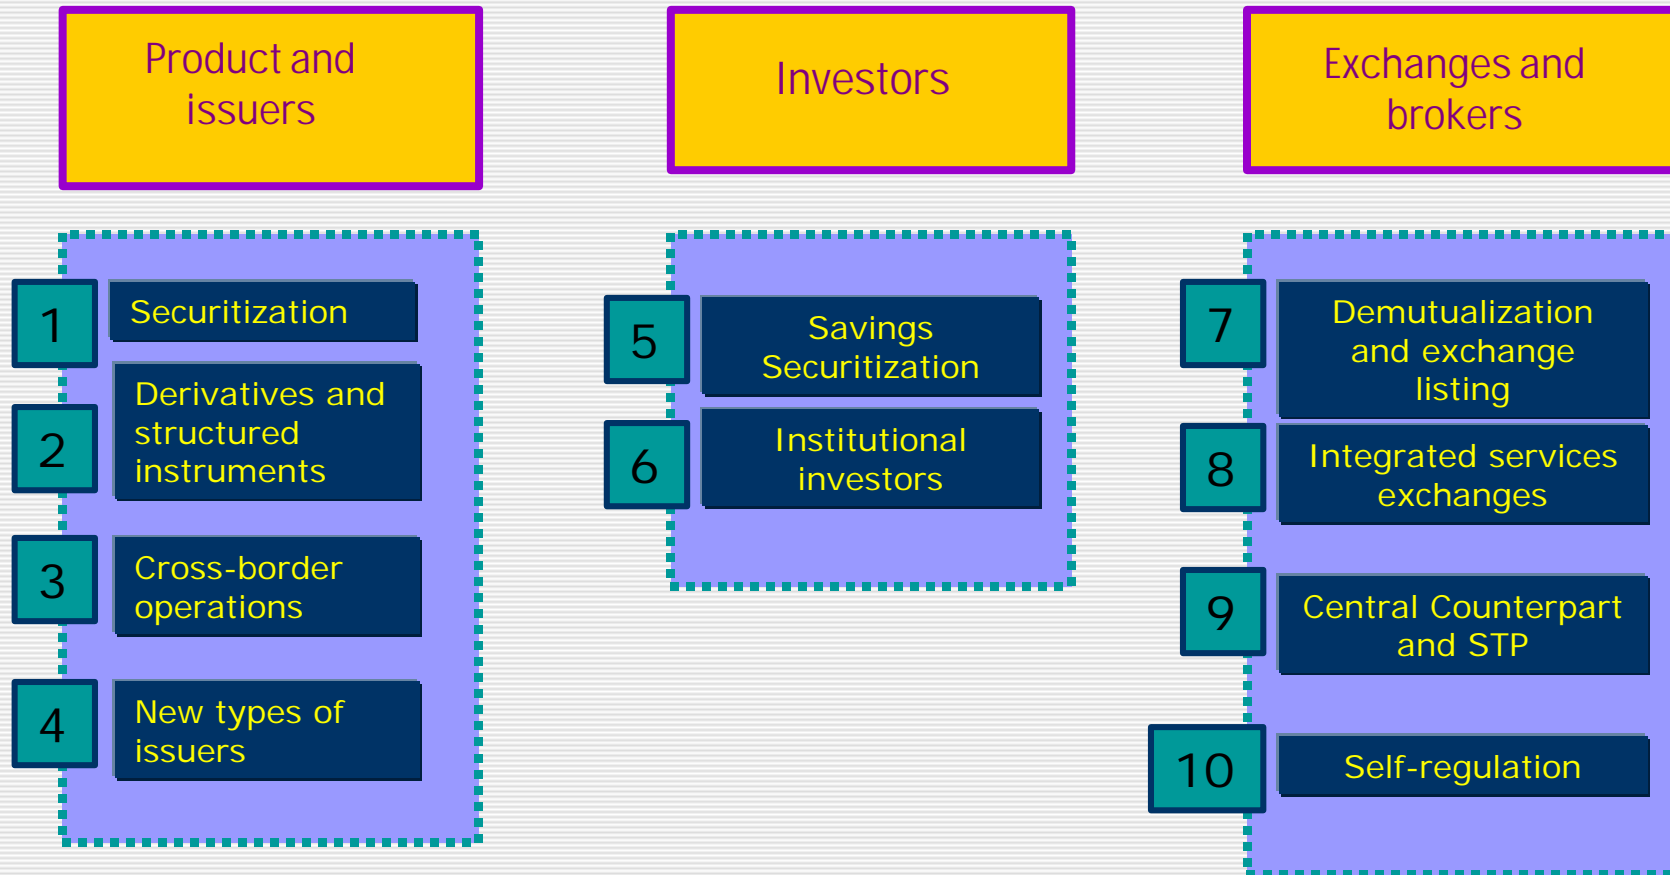 Product and
issuers
Investors
Exchanges and
brokers
1
Securitization
2
Derivatives and
structured
instruments
3
Cross-border
operations
4
New types of
issuers
5
Savings
Securitization
6
Institutional
investors
7
Demutualization
and exchange
listing
8
Integrated services
exchanges
9
Central Counterpart
and STP
10
Self-regulation